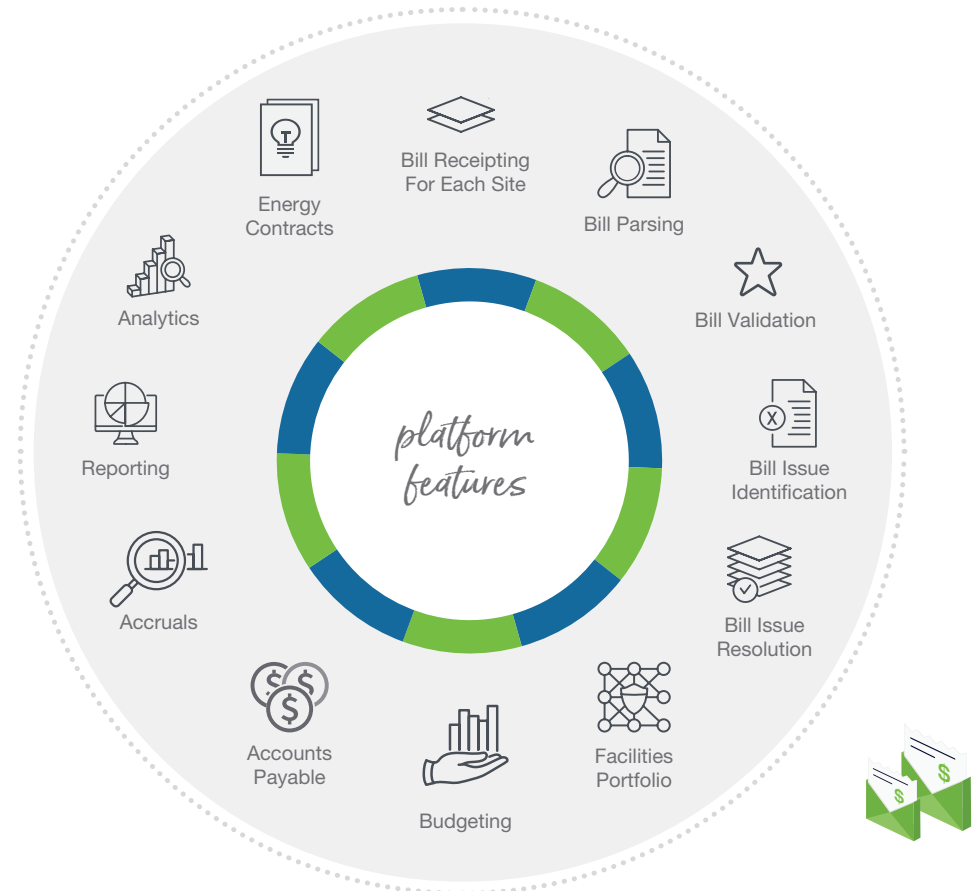 Bill Receipting
For Each Site
Bill Parsing
Bill Validation
Bill Issue
Identification
Bill Issue
Resolution
Facilities
Portfolio
Budgeting
Accounts
Payable
Accruals
Reporting
Analytics
Energy
Contracts
platform
features
X
$
$
$
$
$